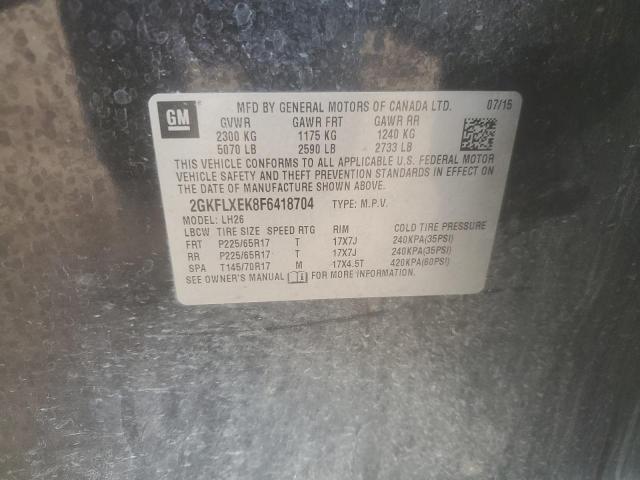 GM
MFD BY GENERAL MOTORS OF CANADA LTD. 07/15
GVWR GAWR FRT GAWR RR
2300 KG 1175 KG 1240 KG
5070 LB 2590 LB 2733 LB
THIS VEHICLE CONFORMS TO ALL APPLICABLE U.S. FEDERAL MOTOR
VEHICLE SAFETY AND THEFT PREVENTION STANDARDS IN EFFECT ON
THE DATE OF MANUFACTURE SHOWN ABOVE.
2GKFLXEK8F6418704 TYPE: M.P.V.
MODEL: LH26
LBCW TIRE SIZE SPEED RTG RIM COLD TIRE PRESSURE
FRT P225/65R17 T 17X7J 240KPA(35PSI)
RR P225/65R17 T 17X7J 240KPA(35PSI)
SPA T145/70R17 M 17X4.5T 420KPA(60PSI)
SEE OWNER'S MANUAL FOR MORE INFORMATION.